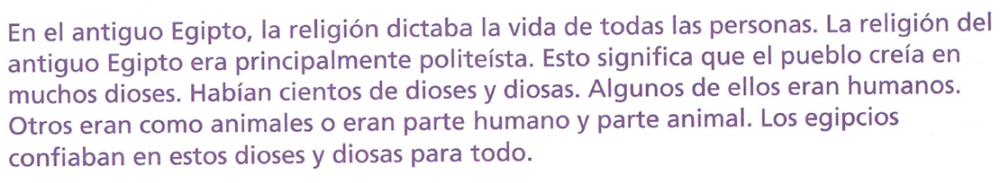 En el antiguo Egipto, la religión dictaba la vida de todas las personas. La religión del
antiguo Egipto era principalmente politeísta. Esto significa que el pueblo creía en
muchos dioses. Habían cientos de dioses y diosas. Algunos de ellos eran humanos.
Otros eran como animales o eran parte humano y parte animal. Los egipcios
confiaban en estos dioses y diosas para todo.